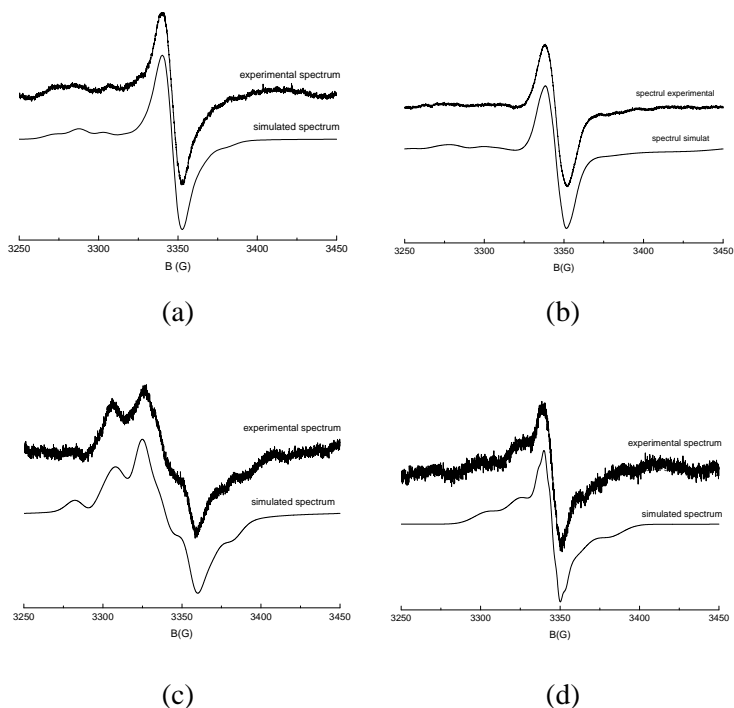 experimental spectrum
simulated spectrum
3250 3300 3350 3400 3450
B (G)
(a)
spectrul experimental
spectrul simulat
3250 3300 3350 3400 3450
B(G)
(b)
experimental spectrum
simulated spectrum
3250 3300 3350 3400 3450
B(G)
(c)
experimental spectrum
simulated spectrum
3250 3300 3350 3400 3450
B(G)
(d)